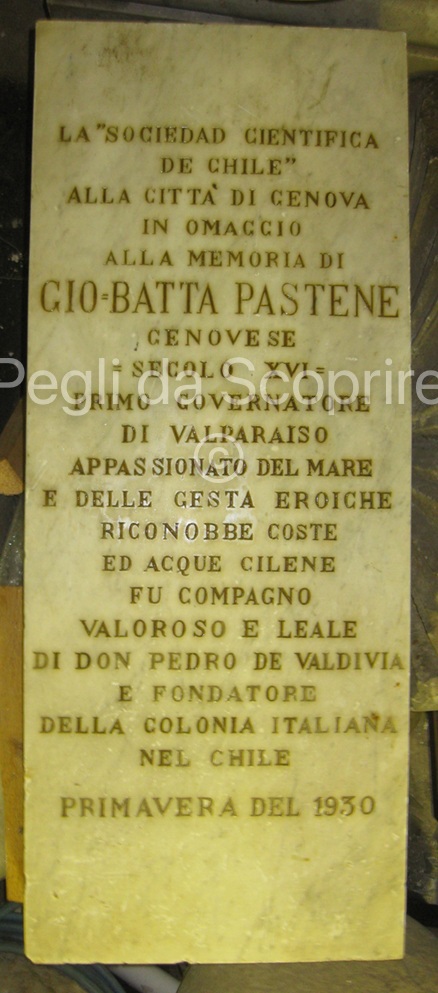 LA "SOCIEDAD CIENTIFICA
DE CHILE"
ALLA CITTÀ DI GENOVA
IN OMAGGIO
ALLA MEMORIA DI
GIO=BATTA PASTENE
GENOVESE
=SECOLO XVI=
Pegli da Scoprire
PRIMO GOVERNATORE
DI VALPARAISO
©
APPASSIONATO DEL MARE
E DELLE GESTA EROICHE
RICONOBBE COSTE
ED ACQUE CILENE
FU COMPAGNO
VALOROSO E LEALE
DI DON PEDRO DE VALDIVIA
E FONDATORE
DELLA COLONIA ITALIANA
NEL CHILE
PRIMAVERA DEL 1930